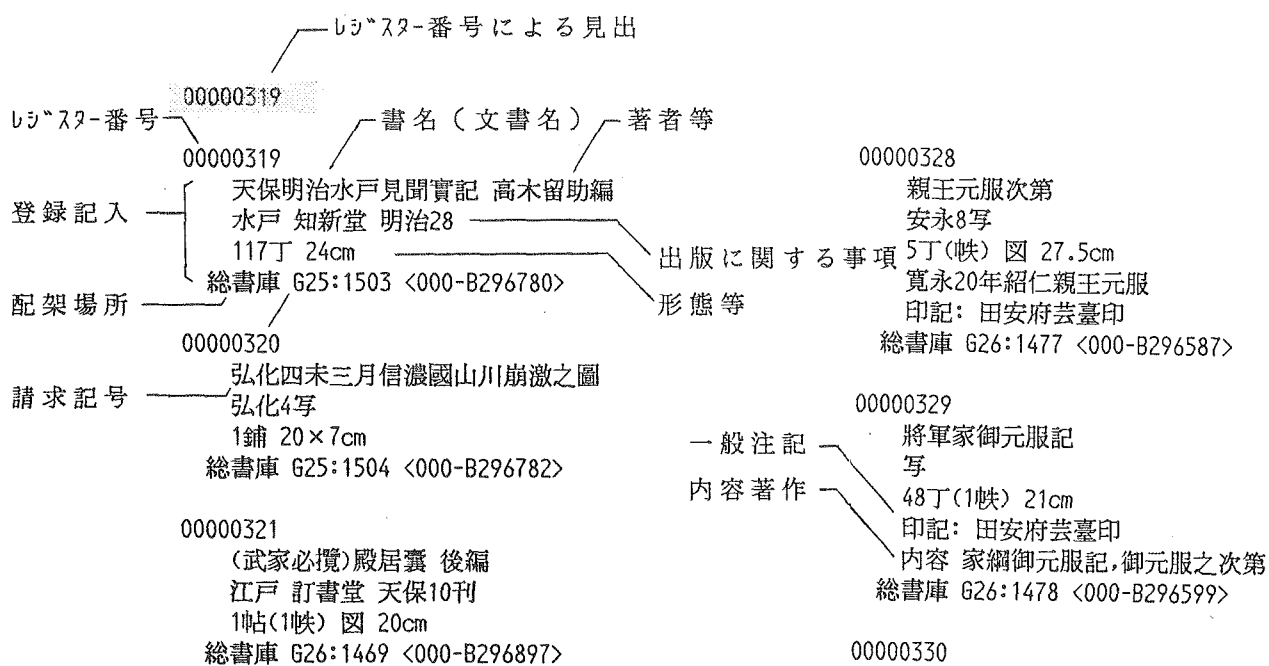 レジスター番号による見出
00000319
レジスター番号
書名（文書名）
著者等
00000319
天保明治水戸見聞實記 高木留助編
登録記入
水戸 知新堂 明治28
117丁 24cm
出版に関する事項
総書庫 G25:1503 <000-B296780>
配架場所
形態等
00000320
弘化四未三月信濃國山川崩激之圖
請求記号
弘化4写
1鋪 20×7cm
総書庫 G25:1504 <000-B296782>
00000321
(武家必攬)殿居嚢 後編
江戸 訂書堂 天保10刊
1帖(1帙) 図 20cm
総書庫 G26:1469 <000-B296897>
00000328
親王元服次第
安永8写
5丁(帙) 図 27.5cm
寛永20年紹仁親王元服
印記: 田安府芸臺印
総書庫 G26:1477 <000-B296587>
00000329
將軍家御元服記
一般注記
写
内容著作
48丁(1帙) 21cm
印記: 田安府芸臺印
内容 家綱御元服記,御元服之次第
総書庫 G26:1478 <000-B296599>
00000330